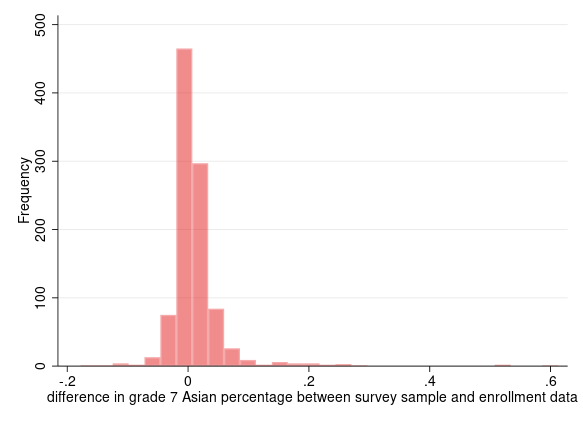 500
400
300
200
100
0
Frequency
-.2 0 .2 .4 .6
difference in grade 7 Asian percentage between survey sample and enrollment data